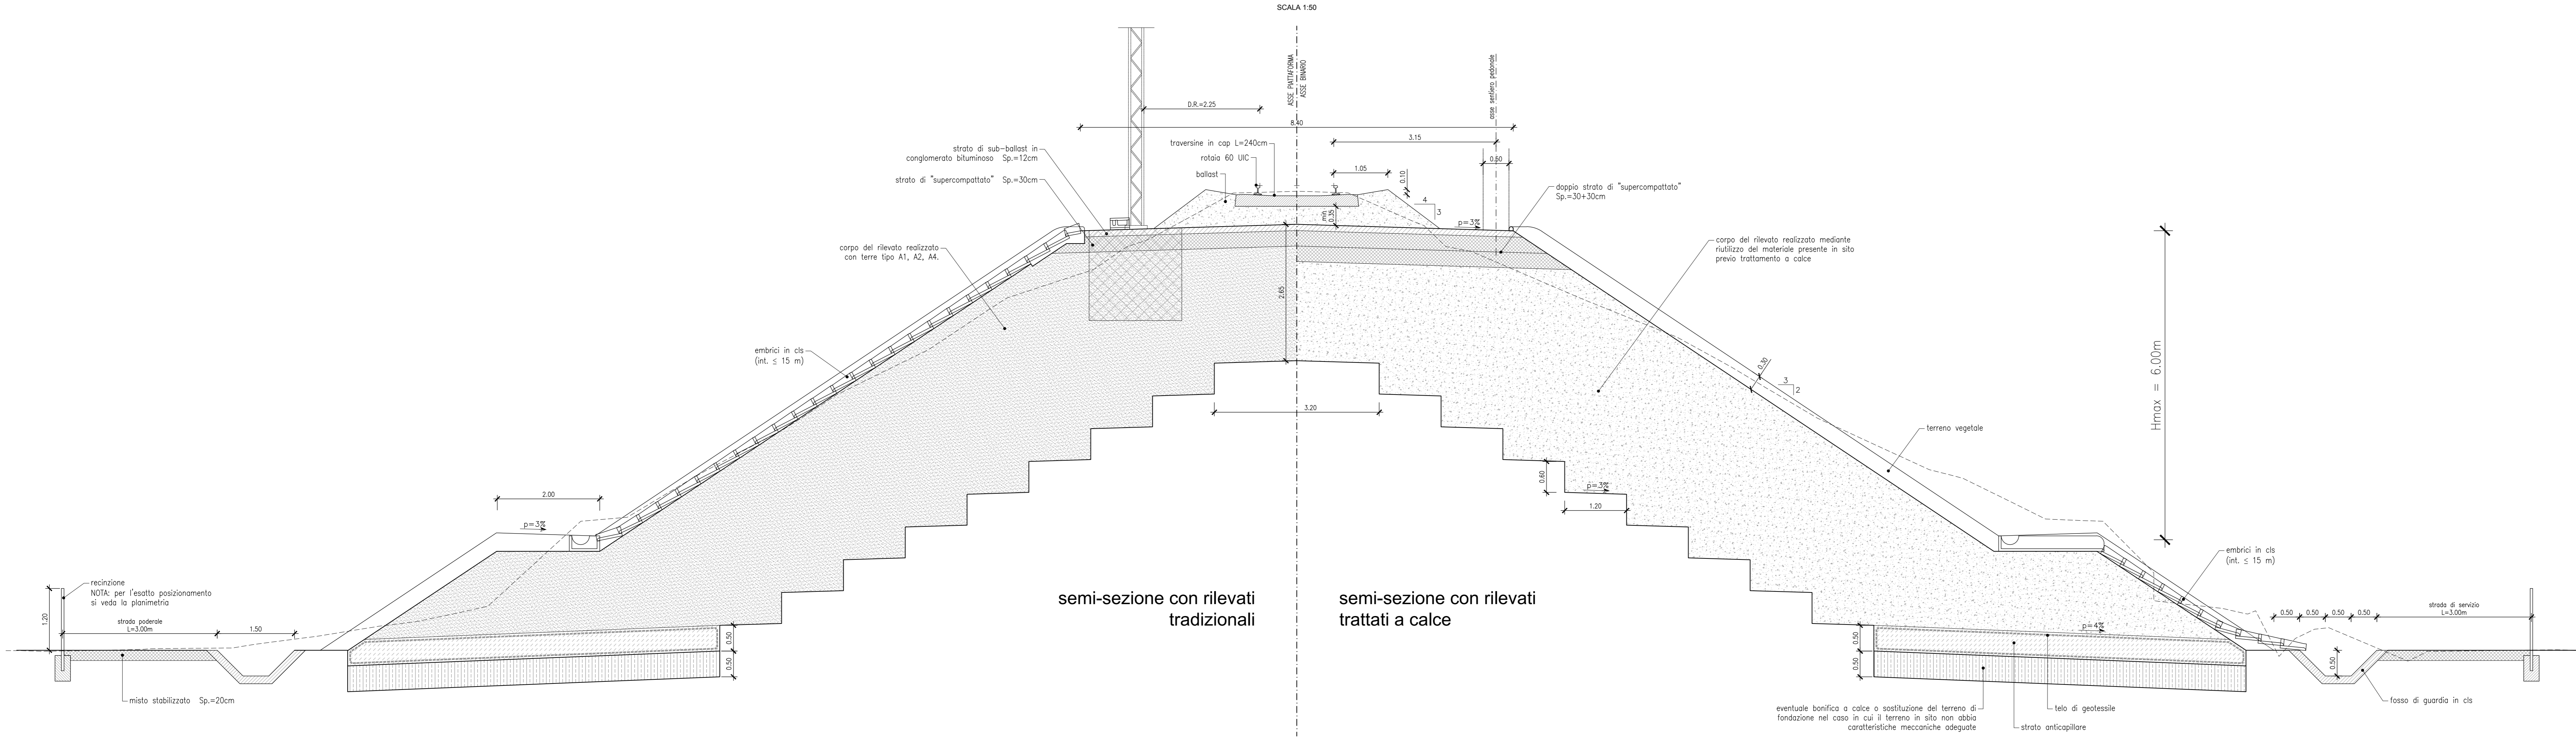 SCALA 1:50
ASSE PIATTAFORMA
ASSE BINARIO
asse sentiero pedonale
D.R.=2.25
8.40
3.15
strato di sub-ballast in
conglomerato bituminoso Sp.=12cm
strato di "supercompattato" Sp.=30cm
traversine in cap L=240cm
rotaia 60 UIC
ballast
1.05
0.10
0.50
4
3
min
0.35
p=3%
doppio strato di "supercompattato"
Sp.=30+30cm
corpo del rilevato realizzato
con terre tipo A1, A2, A4.
corpo del rilevato realizzato mediante
riutilizzo del materiale presente in sito
previo trattamento a calce
2.65
embrici in cls
(int. ≤ 15 m)
0.30
3
2
Hmax = 6.00m
3.20
terreno vegetale
0.60
p=3%
1.20
2.00
p=3%
embrici in cls
(int. ≤ 15 m)
recinzione
NOTA: per l'esatto posizionamento
si veda la planimetria
1.20
strada poderale
L=3.00m
1.50
semi-sezione con rilevati
tradizionali
semi-sezione con rilevati
trattati a calce
0.50
0.50
0.50
0.50
p=4%
0.50
0.50
0.50
0.50
strada di servizio
L=3.00m
0.50
misto stabilizzato Sp.=20cm
eventuale bonifica a calce o sostituzione del terreno di
fondazione nel caso in cui il terreno in sito non abbia
caratteristiche meccaniche adeguate
telo di geotessile
strato anticapillare
fosso di guardia in cls